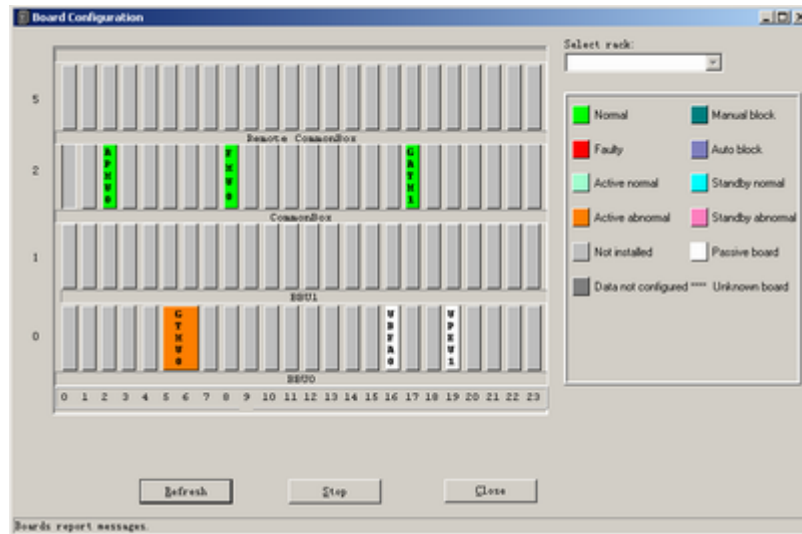 Board Configuration
Select rack:
5
Remote CommonBox
2
APMU0
FMU0
GATM1
CommonBox
1
BBU1
0
GTMU0
UBFA0
UPEU1
BBU0
0 1 2 3 4 5 6 7 8 9 10 11 12 13 14 15 16 17 18 19 20 21 22 23
Normal
Manual block
Faulty
Auto block
Active normal
Standby normal
Active abnormal
Standby abnormal
Not installed
Passive board
Data not configured
**** Unknown board
Refresh
Stop
Close
Boards report messages.